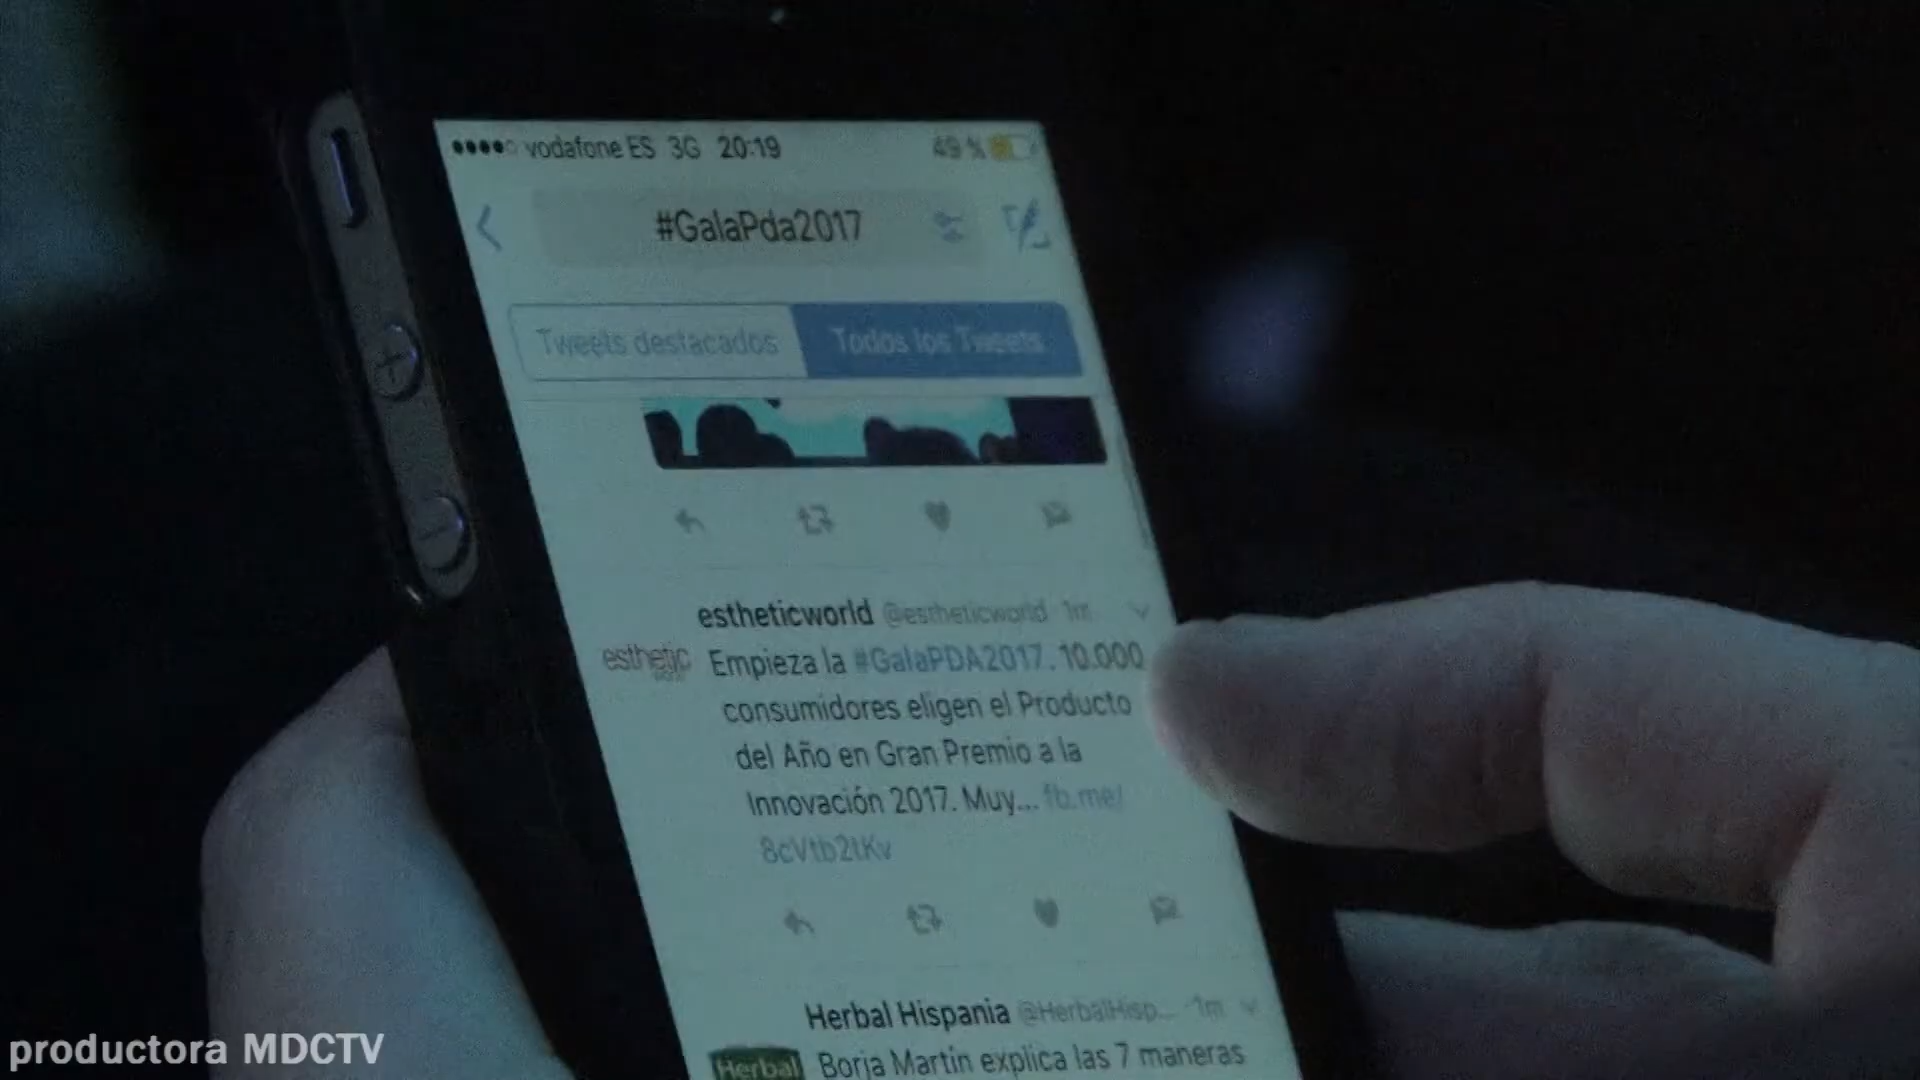 vodafone ES 3G 20:19 49 %
#GalaPda2017
Tweets destacados Todos los Tweets
estheticworld @estheticworld 1m
esthetic
Empieza la #GalaPDA2017. 10.000
consumidores eligen el Producto
del Año en Gran Premio a la
Innovación 2017. Muy... fb.me/
8cVtb2tKv
Herbal Hispania @HerbalHisp... 1m
Herbal
Borja Martin explica las 7 maneras
productora MDCTV